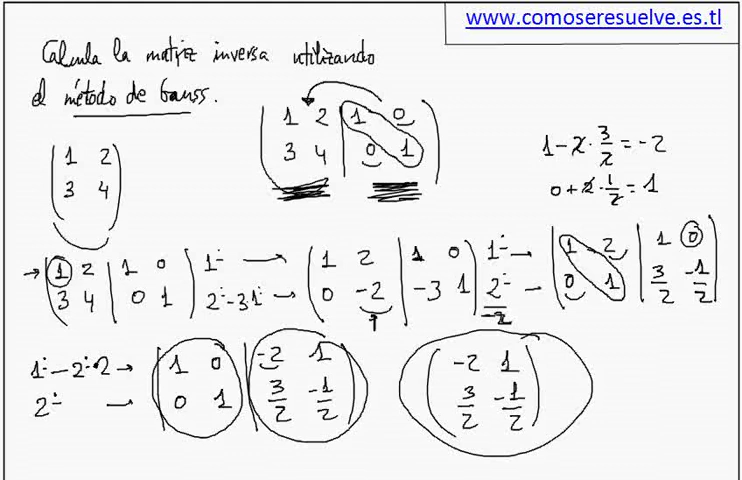 www.comoseresuelve.es.tl
Calcula la matriz inversa utilizando
el método de Gauss.
( 1 2 | 1 0 )
( 3 4 | 0 1 )
1-2·3/2=-2
0+2·1/2=1
( 1 2 )
( 3 4 )
→ ( 1 2 | 1 0 ) 1ª →
( 3 4 | 0 1 ) 2ª-3·1ª →
( 1 2 | 1 0 ) 1ª →
( 0 -2 | -3 1 ) 2ª/-2 →
( 1 2 | 1 0 )
( 0 1 | 3/2 -1/2 )
1ª-2ª·2 → ( 1 0 | -2 1 )
2ª → ( 0 1 | 3/2 -1/2 )
( -2 1 )
( 3/2 -1/2 )